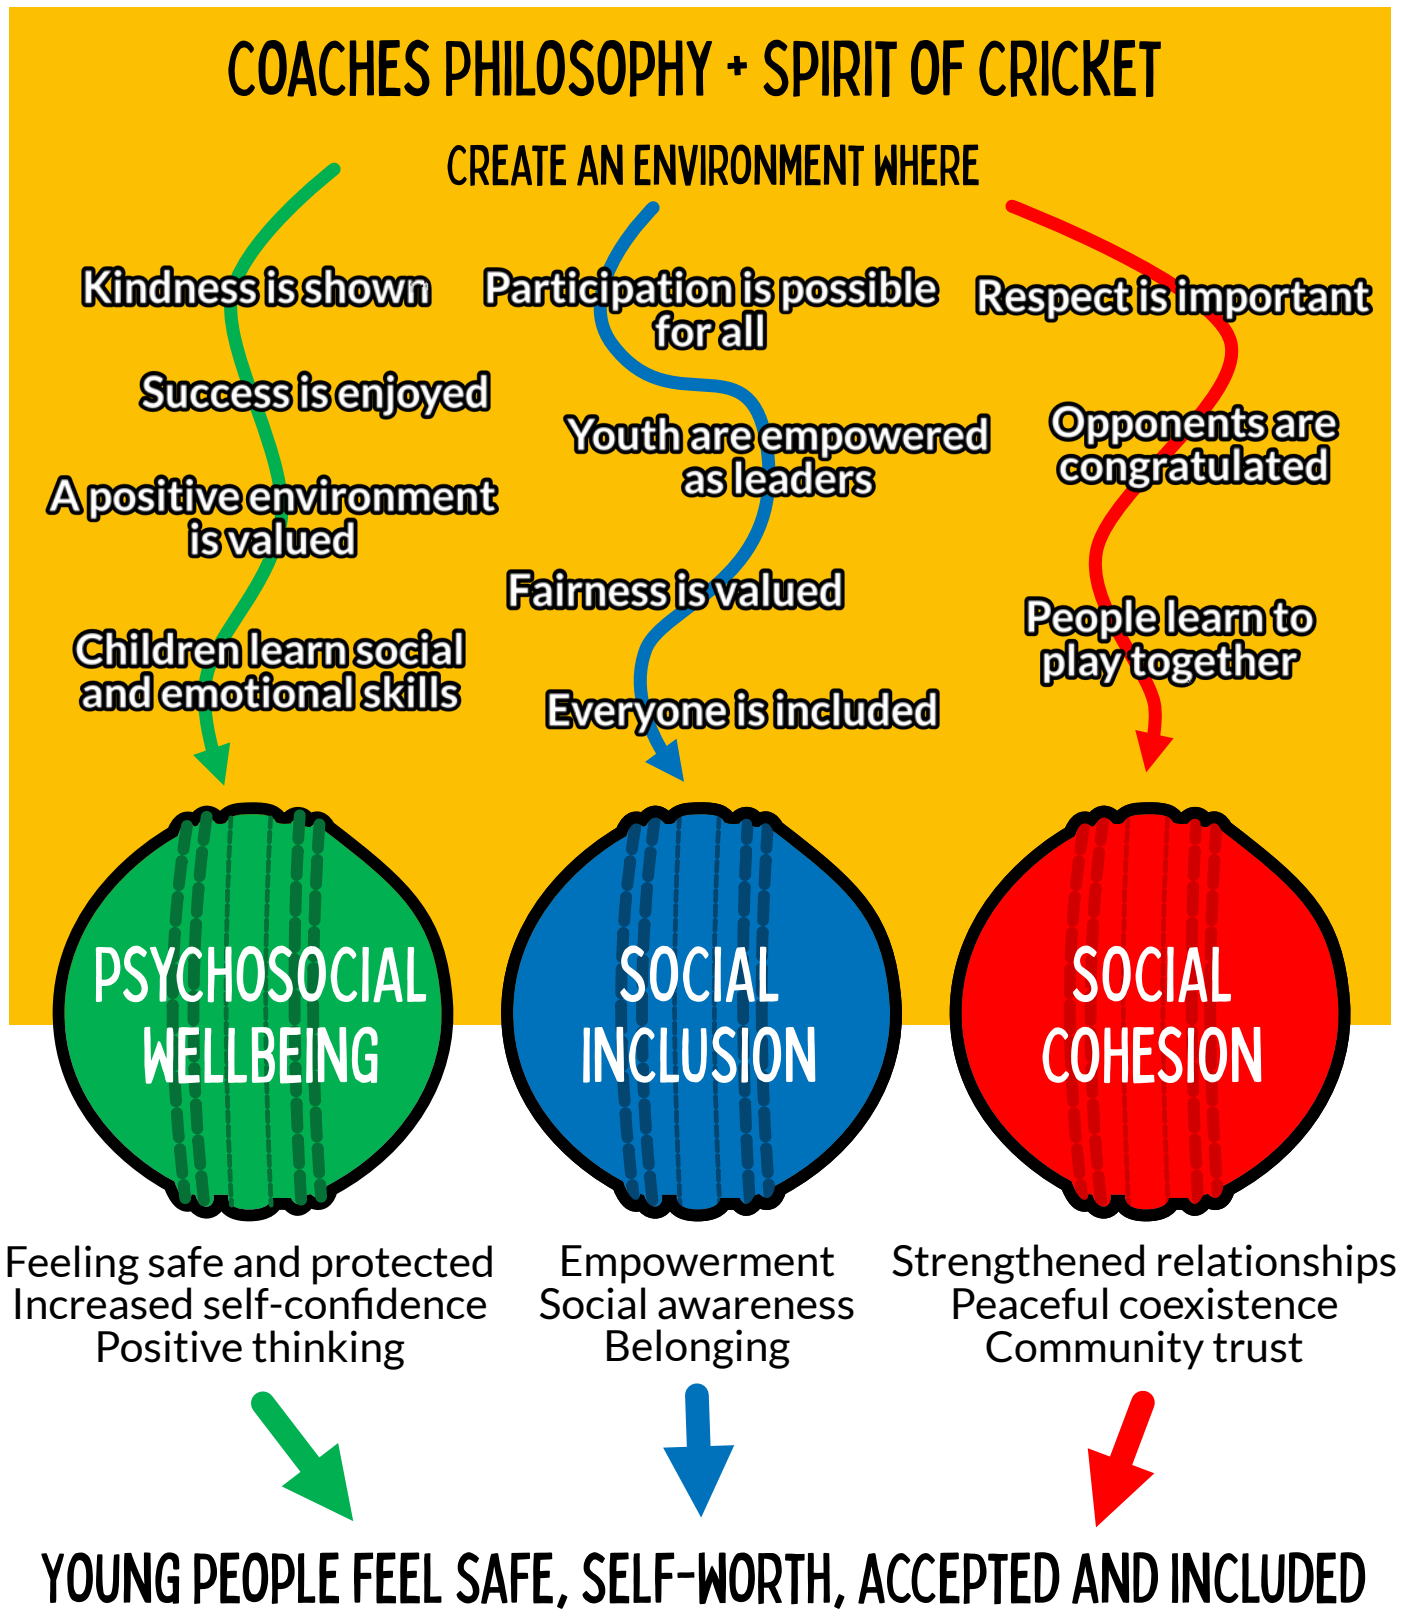 COACHES PHILOSOPHY + SPIRIT OF CRICKET
CREATE AN ENVIRONMENT WHERE
Kindness is shown
Success is enjoyed
A positive environment
is valued
Children learn social
and emotional skills
Participation is possible
for all
Youth are empowered
as leaders
Fairness is valued
Everyone is included
Respect is important
Opponents are
congratulated
People learn to
play together
PSYCHOSOCIAL
WELLBEING
SOCIAL
INCLUSION
SOCIAL
COHESION
Feeling safe and protected
Increased self-confidence
Positive thinking
Empowerment
Social awareness
Belonging
Strengthened relationships
Peaceful coexistence
Community trust
YOUNG PEOPLE FEEL SAFE, SELF-WORTH, ACCEPTED AND INCLUDED